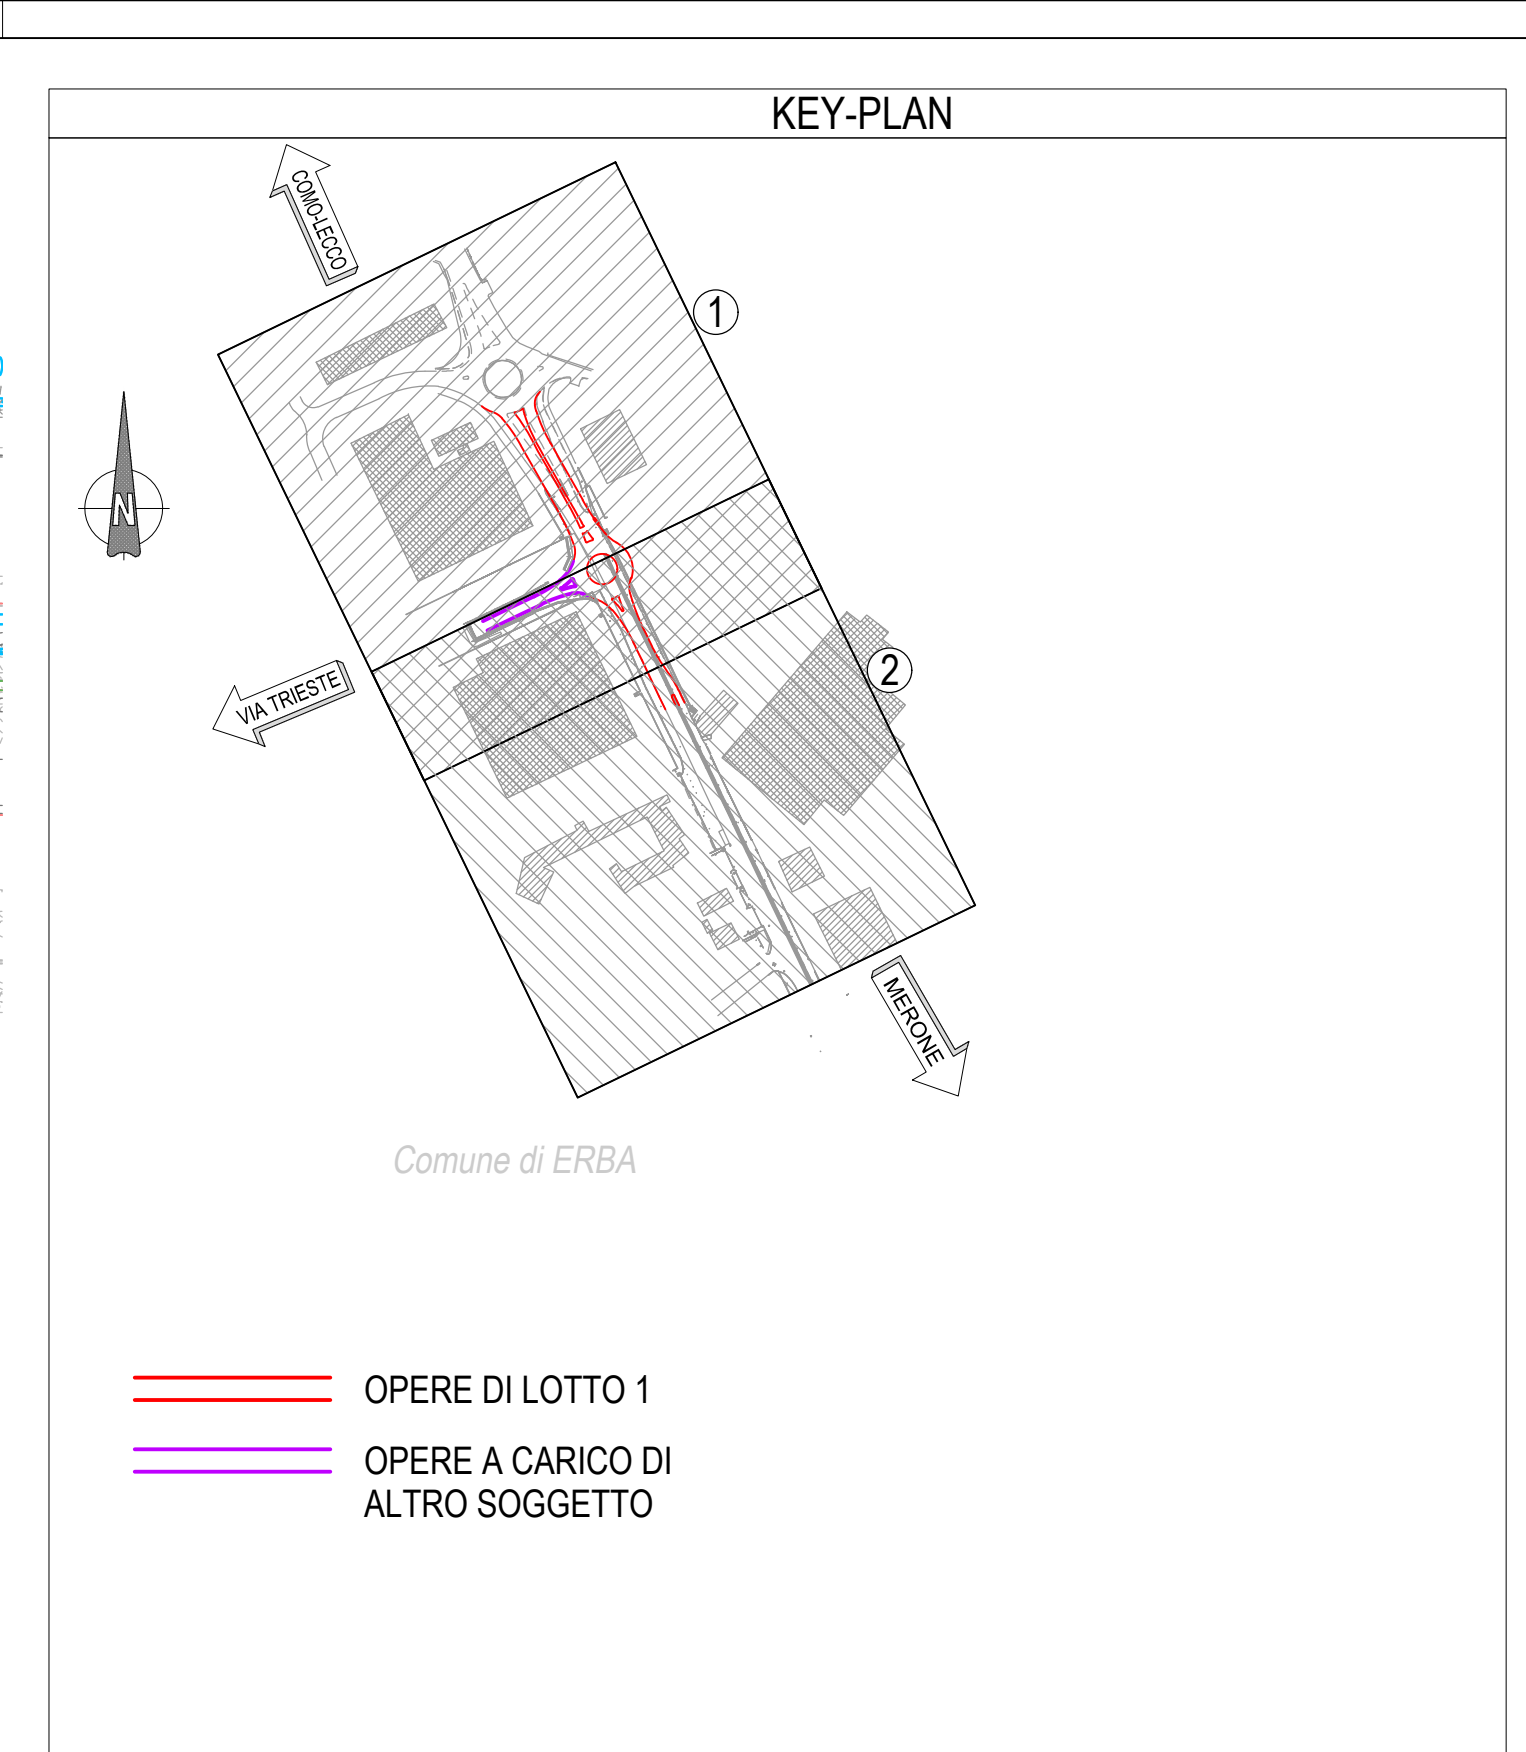 KEY-PLAN
COMO-LECCO
1
N
2
VIA TRIESTE
MERONE
Comune di ERBA
OPERE DI LOTTO 1
OPERE A CARICO DI
ALTRO SOGGETTO